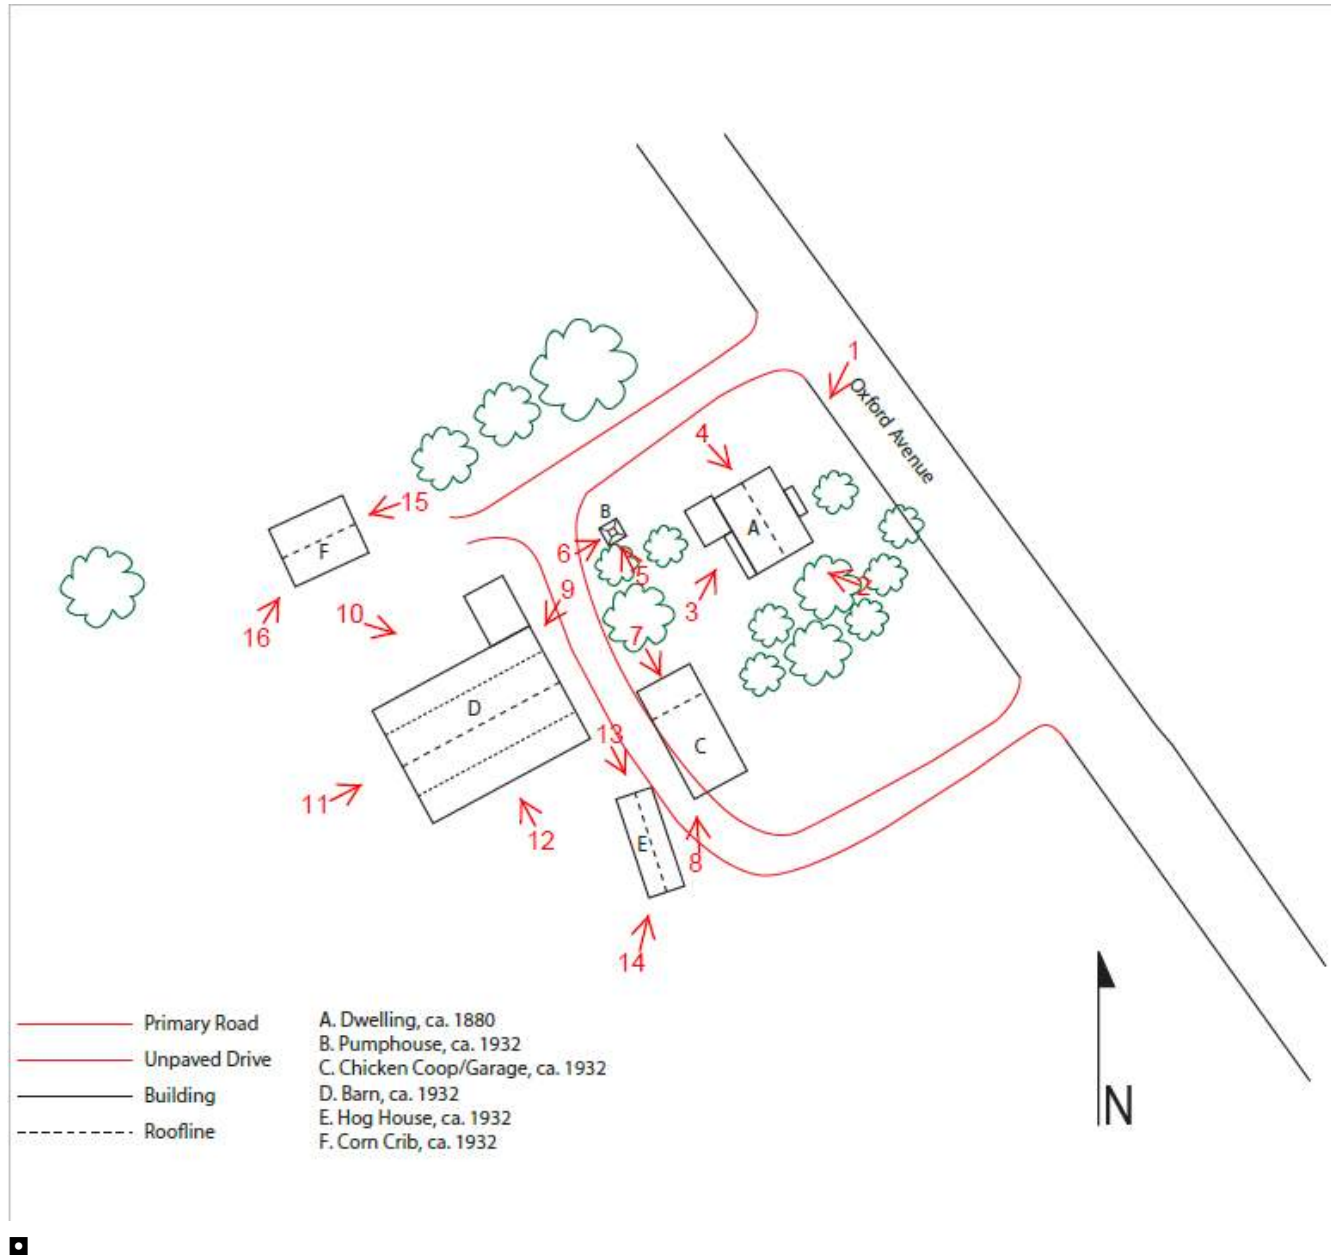 1
Oxford Avenue
4
15
B
A
F
6
5
2
9
10
3
16
7
D
13
C
11
12
E
8
14
Primary Road
Unpaved Drive
Building
Roofline
A. Dwelling, ca. 1880
B. Pumphouse, ca. 1932
C. Chicken Coop/Garage, ca. 1932
D. Barn, ca. 1932
E. Hog House, ca. 1932
F. Corn Crib, ca. 1932
N